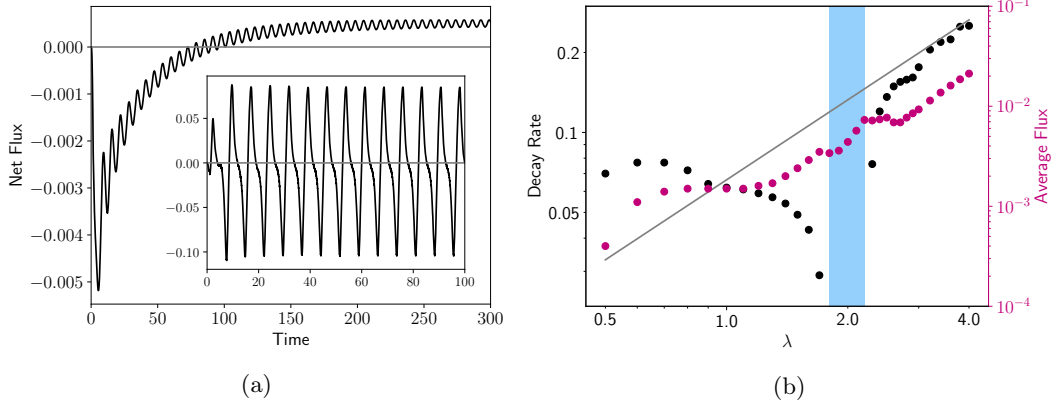 0.000
−0.001
−0.002
−0.003
−0.004
−0.005
Net Flux
0 50 100 150 200 250 300
Time
0.05
0.00
−0.05
−0.10
0 20 40 60 80 100
(a)
0.2
0.1
0.05
Decay Rate
0.5 1.0 2.0 4.0
λ
10⁻¹
10⁻²
10⁻³
10⁻⁴
Average Flux
(b)